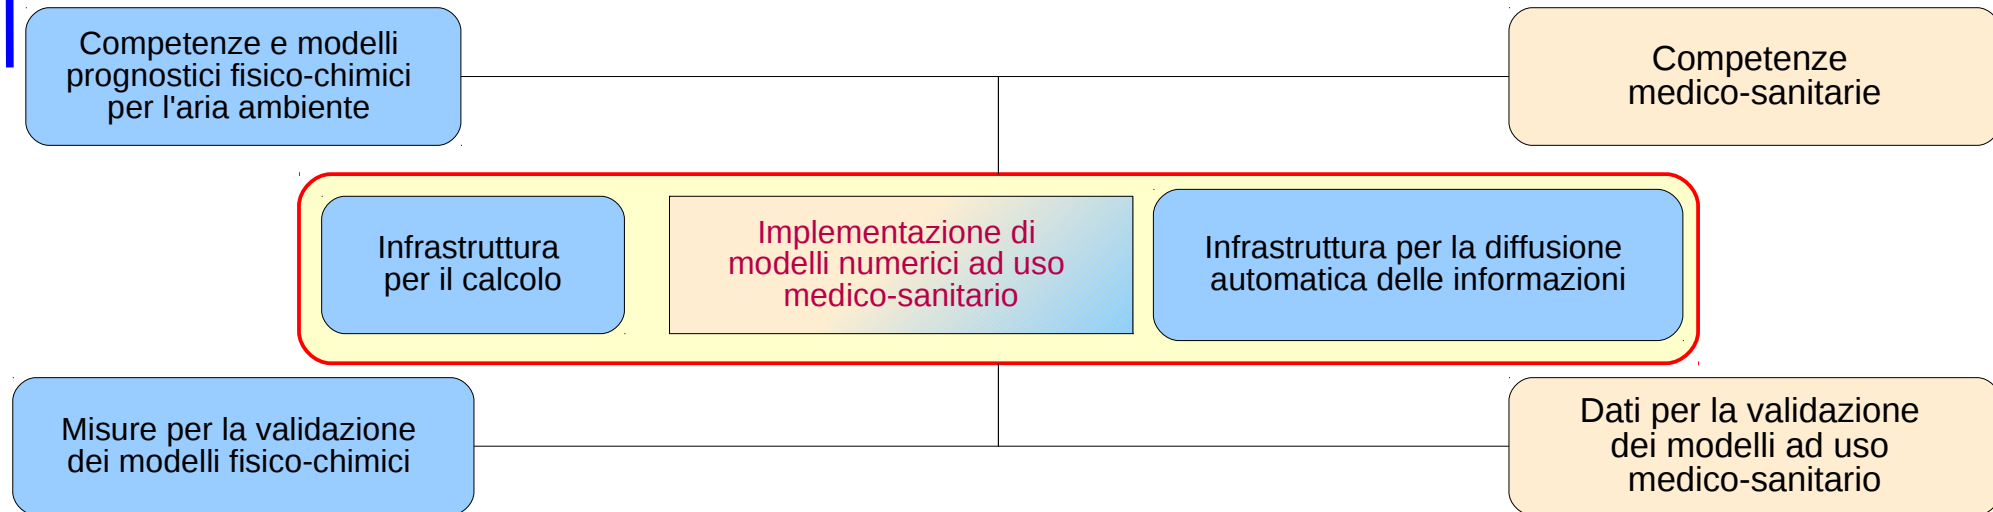 Competenze e modelli
prognostici fisico-chimici
per l'aria ambiente
Competenze
medico-sanitarie
Infrastruttura
per il calcolo
Implementazione di
modelli numerici ad uso
medico-sanitario
Infrastruttura per la diffusione
automatica delle informazioni
Misure per la validazione
dei modelli fisico-chimici
Dati per la validazione
dei modelli ad uso
medico-sanitario